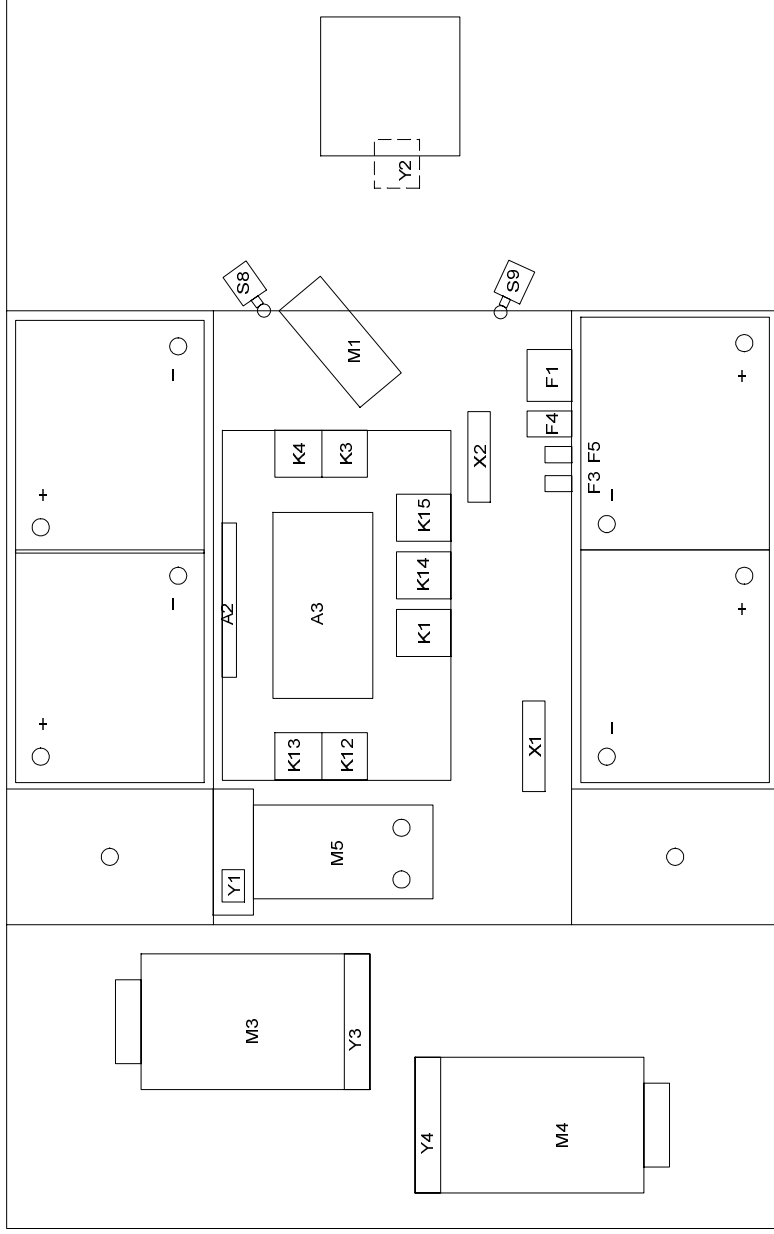 Y2
S8
S9
M1
F1
F4
F5
F3
X2
K4
K3
K15
K14
K1
A2
A3
K13
K12
X1
Y1
M5
M3
Y3
Y4
M4
+
-
+
-
+
-
+
-